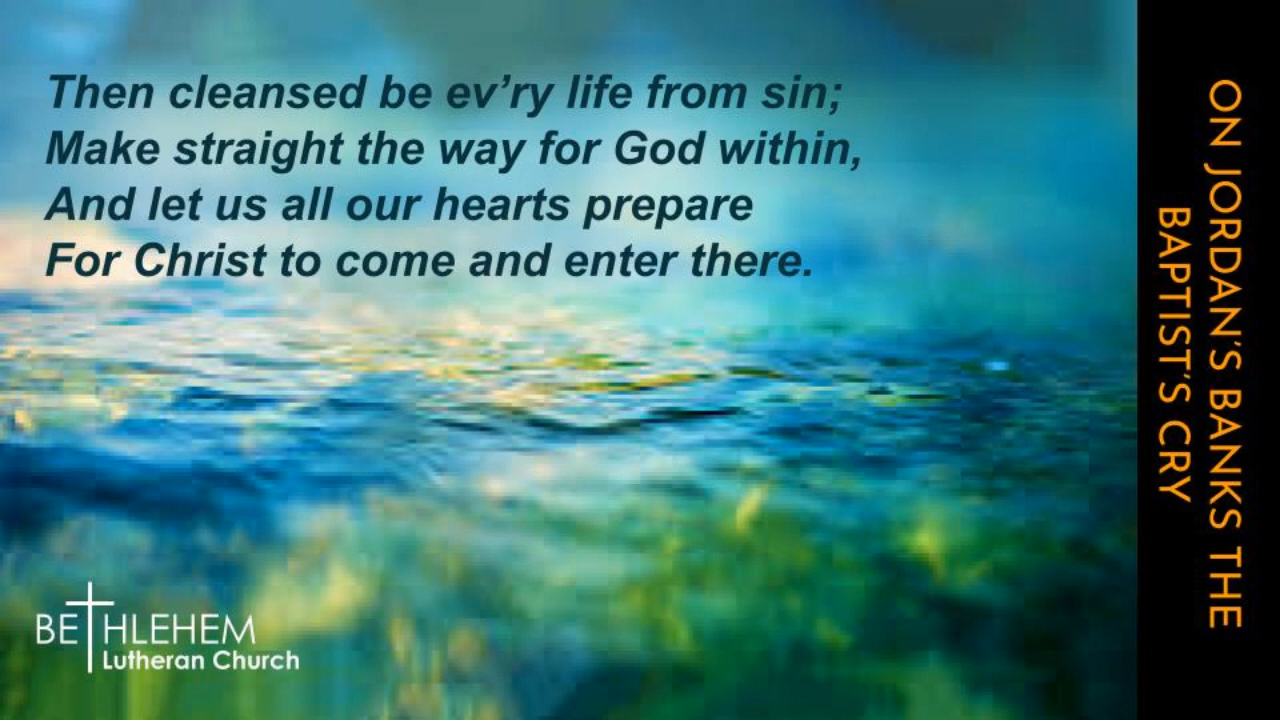 Then cleansed be ev’ry life from sin;
Make straight the way for God within,
And let us all our hearts prepare
For Christ to come and enter there.
ON JORDAN’S BANKS THE
BAPTIST’S CRY
BETHLEHEM
Lutheran Church